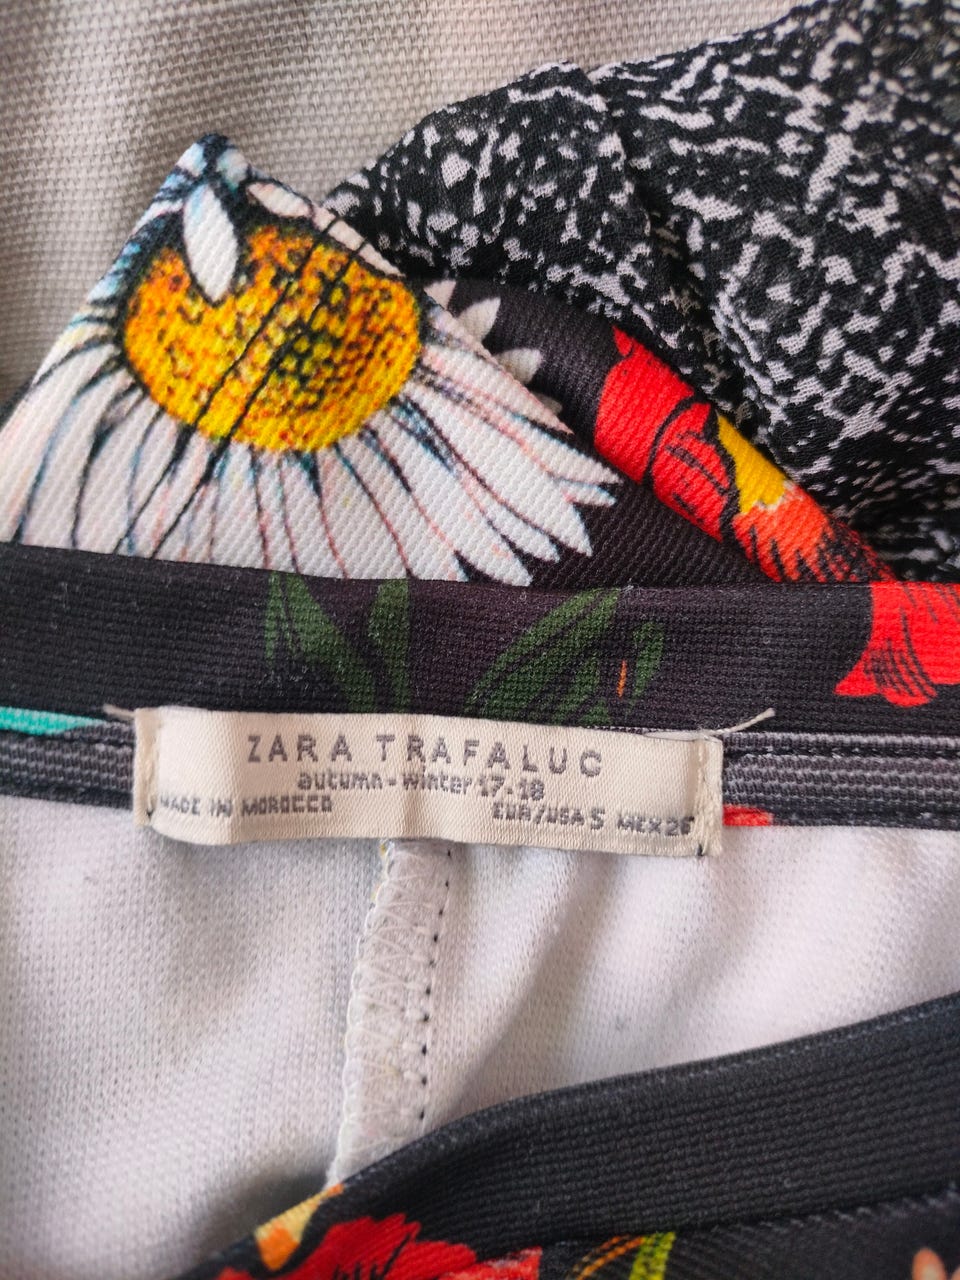 ZARA TRAFALUC
autumn-winter 17-18
MADE IN MOROCCO EUR/USA S MEX 26